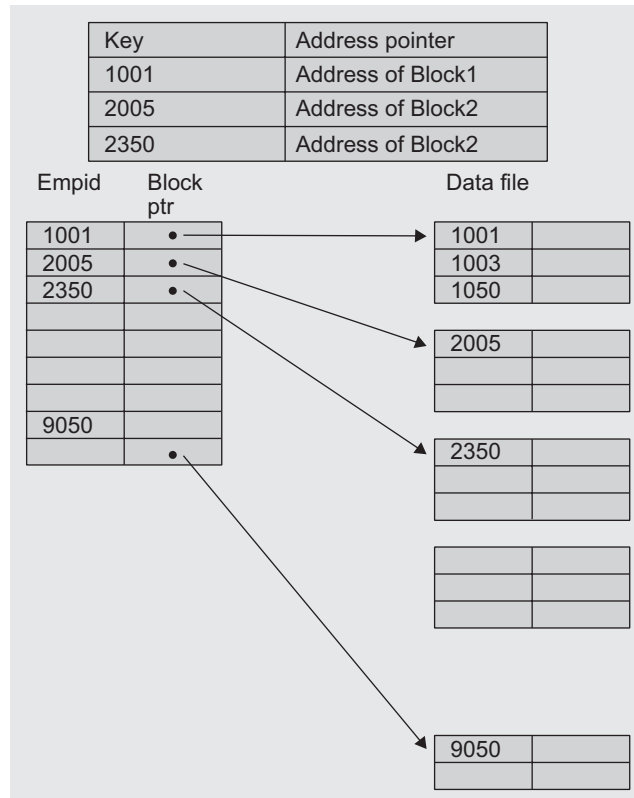 Key Address pointer
1001 Address of Block1
2005 Address of Block2
2350 Address of Block2
Empid Block ptr Data file
1001
2005
2350
9050
1001
1003
1050
2005
2350
9050